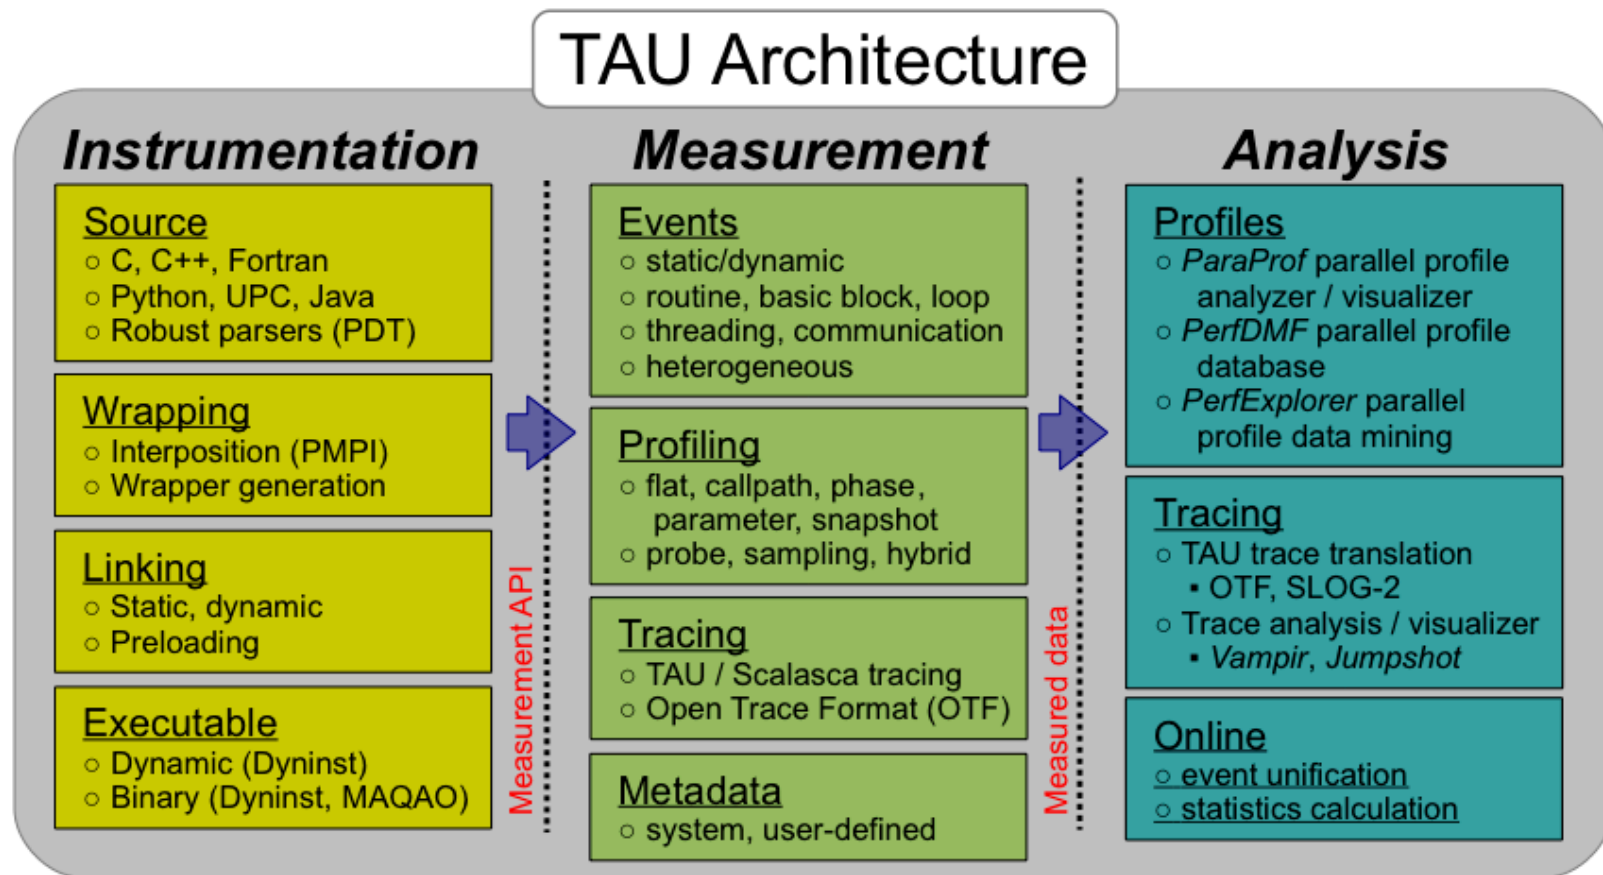 TAU Architecture
Instrumentation
Source
○ C, C++, Fortran
○ Python, UPC, Java
○ Robust parsers (PDT)
Wrapping
○ Interposition (PMPI)
○ Wrapper generation
Linking
○ Static, dynamic
○ Preloading
Executable
○ Dynamic (Dyninst)
○ Binary (Dyninst, MAQAO)
Measurement API
Measurement
Events
○ static/dynamic
○ routine, basic block, loop
○ threading, communication
○ heterogeneous
Profiling
○ flat, callpath, phase,
parameter, snapshot
○ probe, sampling, hybrid
Tracing
○ TAU / Scalasca tracing
○ Open Trace Format (OTF)
Metadata
○ system, user-defined
Measured data
Analysis
Profiles
○ ParaProf parallel profile
analyzer / visualizer
○ PerfDMF parallel profile
database
○ PerfExplorer parallel
profile data mining
Tracing
○ TAU trace translation
▪ OTF, SLOG-2
○ Trace analysis / visualizer
▪ Vampir, Jumpshot
Online
○ event unification
○ statistics calculation